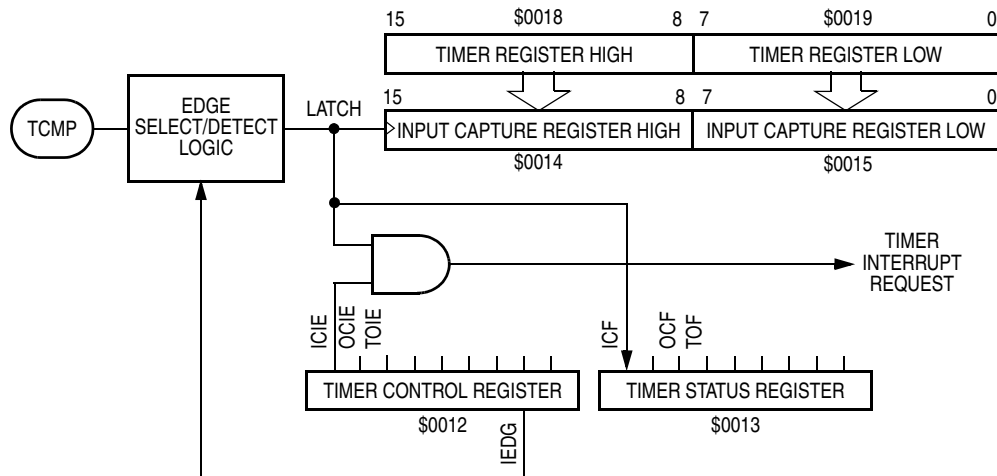 15 $0018 8 7 $0019 0
TIMER REGISTER HIGH TIMER REGISTER LOW
15 8 7 0
TCMP
EDGE
SELECT/DETECT
LOGIC
LATCH
INPUT CAPTURE REGISTER HIGH INPUT CAPTURE REGISTER LOW
$0014 $0015
TIMER
INTERRUPT
REQUEST
ICIE
OCIE
TOIE
ICF
OCF
TOF
TIMER CONTROL REGISTER TIMER STATUS REGISTER
$0012 $0013
IEDG